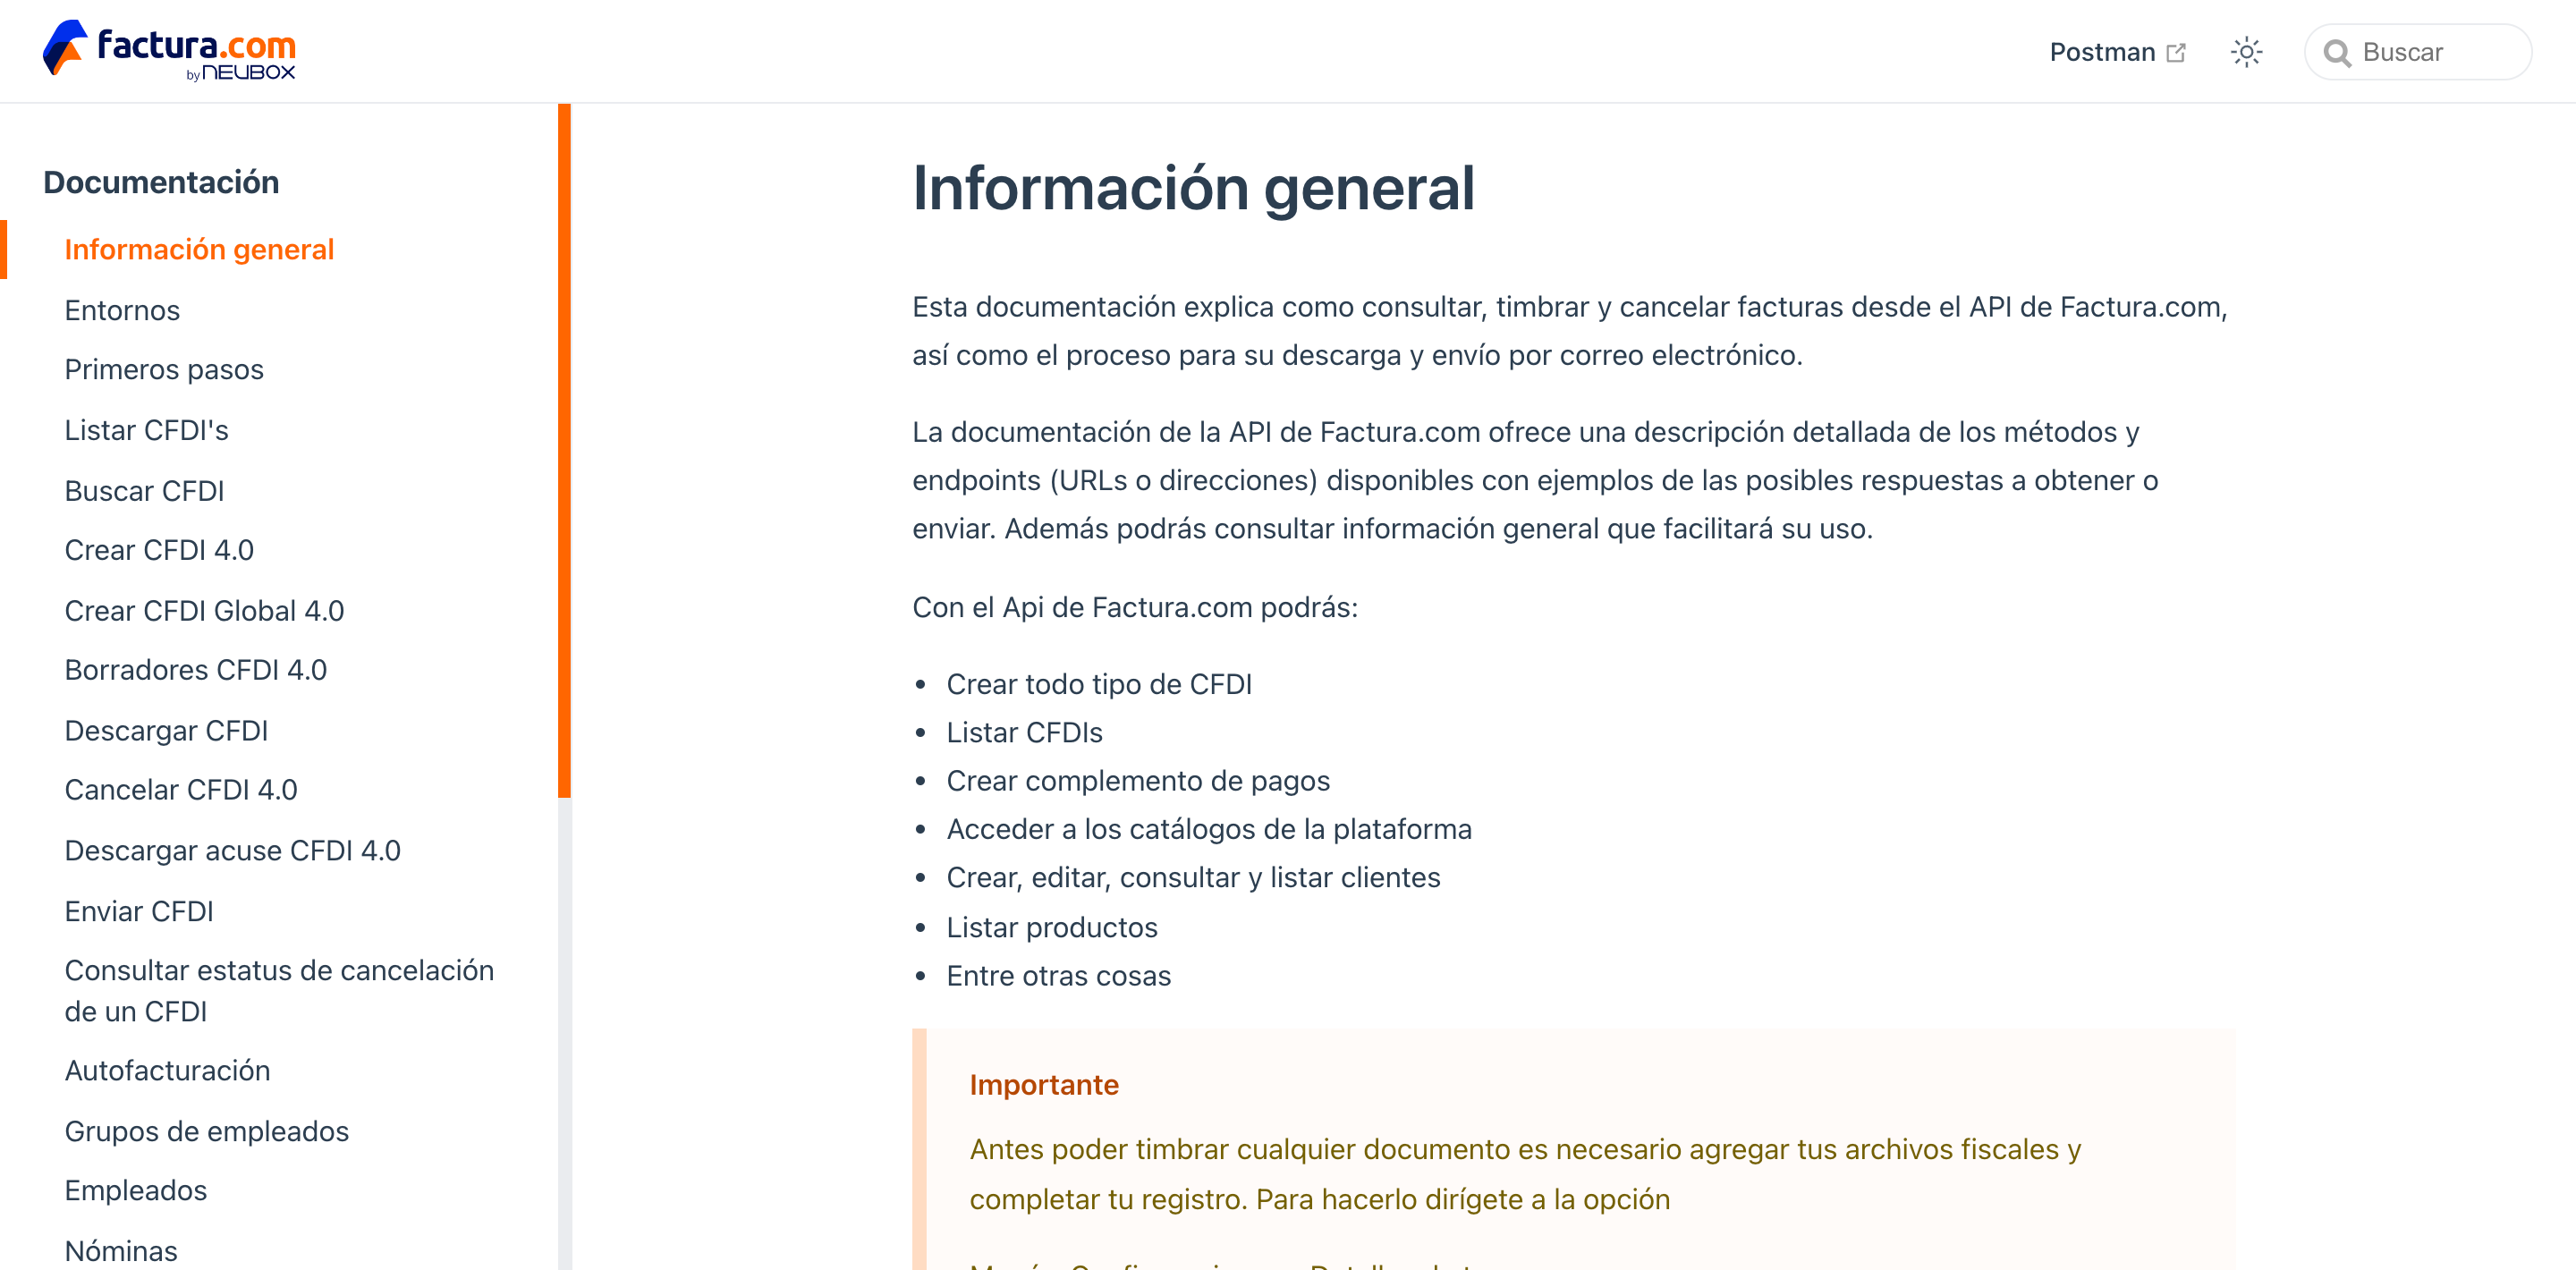 factura.com
by NEUBOX
Postman
Buscar
Documentación
Información general
Entornos
Primeros pasos
Listar CFDI's
Buscar CFDI
Crear CFDI 4.0
Crear CFDI Global 4.0
Borradores CFDI 4.0
Descargar CFDI
Cancelar CFDI 4.0
Descargar acuse CFDI 4.0
Enviar CFDI
Consultar estatus de cancelación
de un CFDI
Autofacturación
Grupos de empleados
Empleados
Nóminas
Información general
Esta documentación explica como consultar, timbrar y cancelar facturas desde el API de Factura.com,
así como el proceso para su descarga y envío por correo electrónico.
La documentación de la API de Factura.com ofrece una descripción detallada de los métodos y
endpoints (URLs o direcciones) disponibles con ejemplos de las posibles respuestas a obtener o
enviar. Además podrás consultar información general que facilitará su uso.
Con el Api de Factura.com podrás:
• Crear todo tipo de CFDI
• Listar CFDIs
• Crear complemento de pagos
• Acceder a los catálogos de la plataforma
• Crear, editar, consultar y listar clientes
• Listar productos
• Entre otras cosas
Importante
Antes poder timbrar cualquier documento es necesario agregar tus archivos fiscales y
completar tu registro. Para hacerlo dirígete a la opción